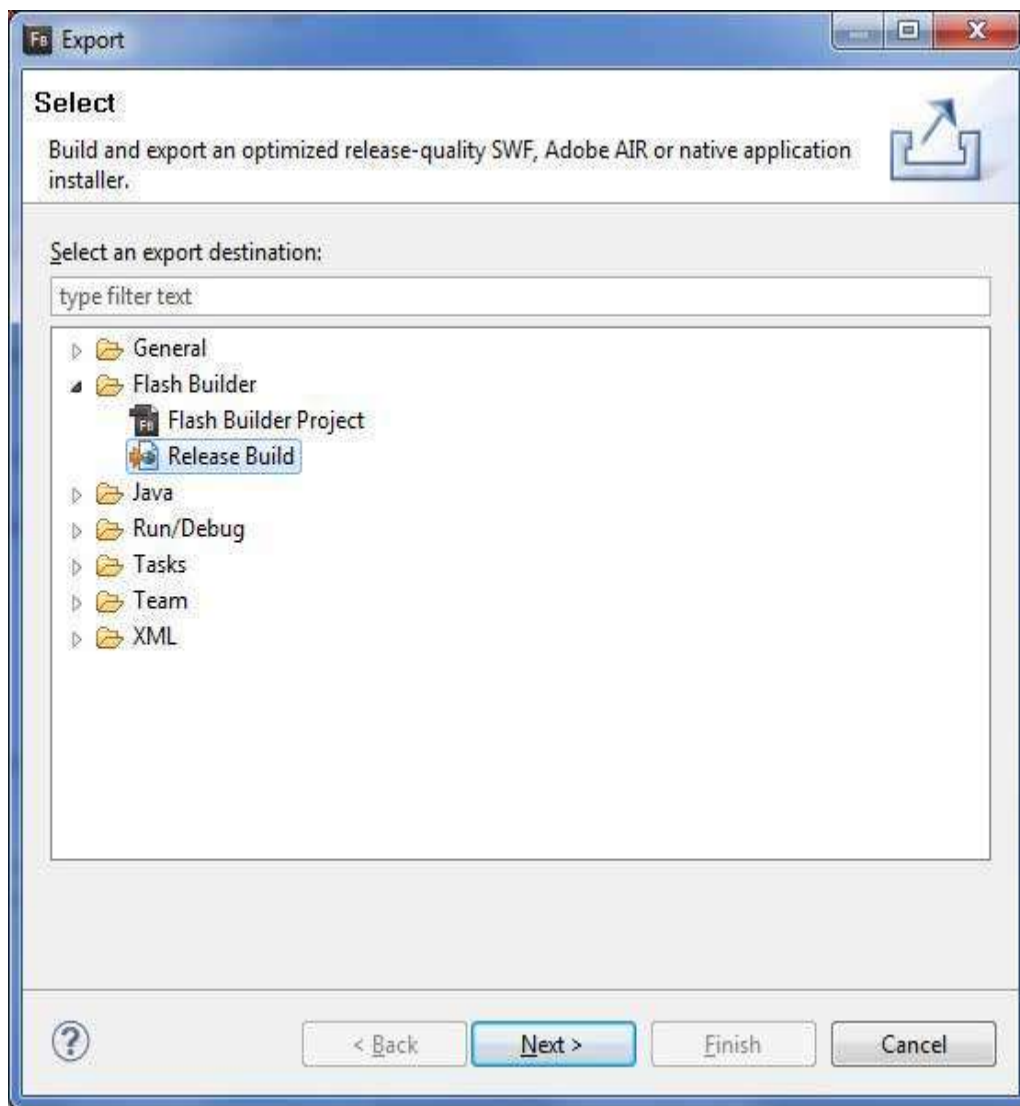 FB Export
X
Select
Build and export an optimized release-quality SWF, Adobe AIR or native application
installer.
Select an export destination:
type filter text
General
Flash Builder
FB Flash Builder Project
Release Build
Java
Run/Debug
Tasks
Team
XML
? < Back Next > Finish Cancel